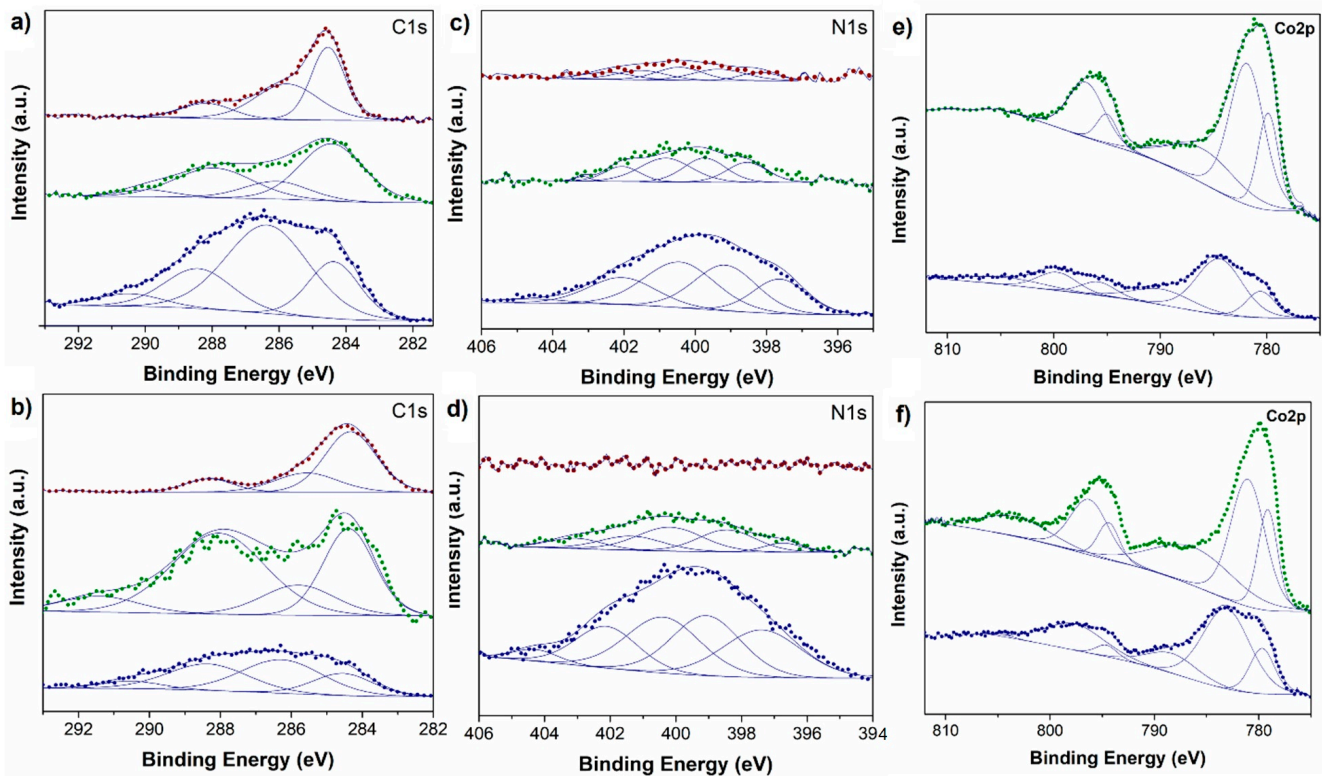 a) C1s
Intensity (a.u.)
292 290 288 286 284 282
Binding Energy (eV)
c) N1s
Intensity (a.u.)
406 404 402 400 398 396
Binding Energy (eV)
e) Co2p
Intensity (a.u.)
810 800 790 780
Binding Energy (eV)
b) C1s
Intensity (a.u.)
292 290 288 286 284 282
Binding Energy (eV)
d) N1s
Intensity (a.u.)
406 404 402 400 398 396 394
Binding Energy (eV)
f) Co2p
Intensity (a.u.)
810 800 790 780
Binding Energy (eV)